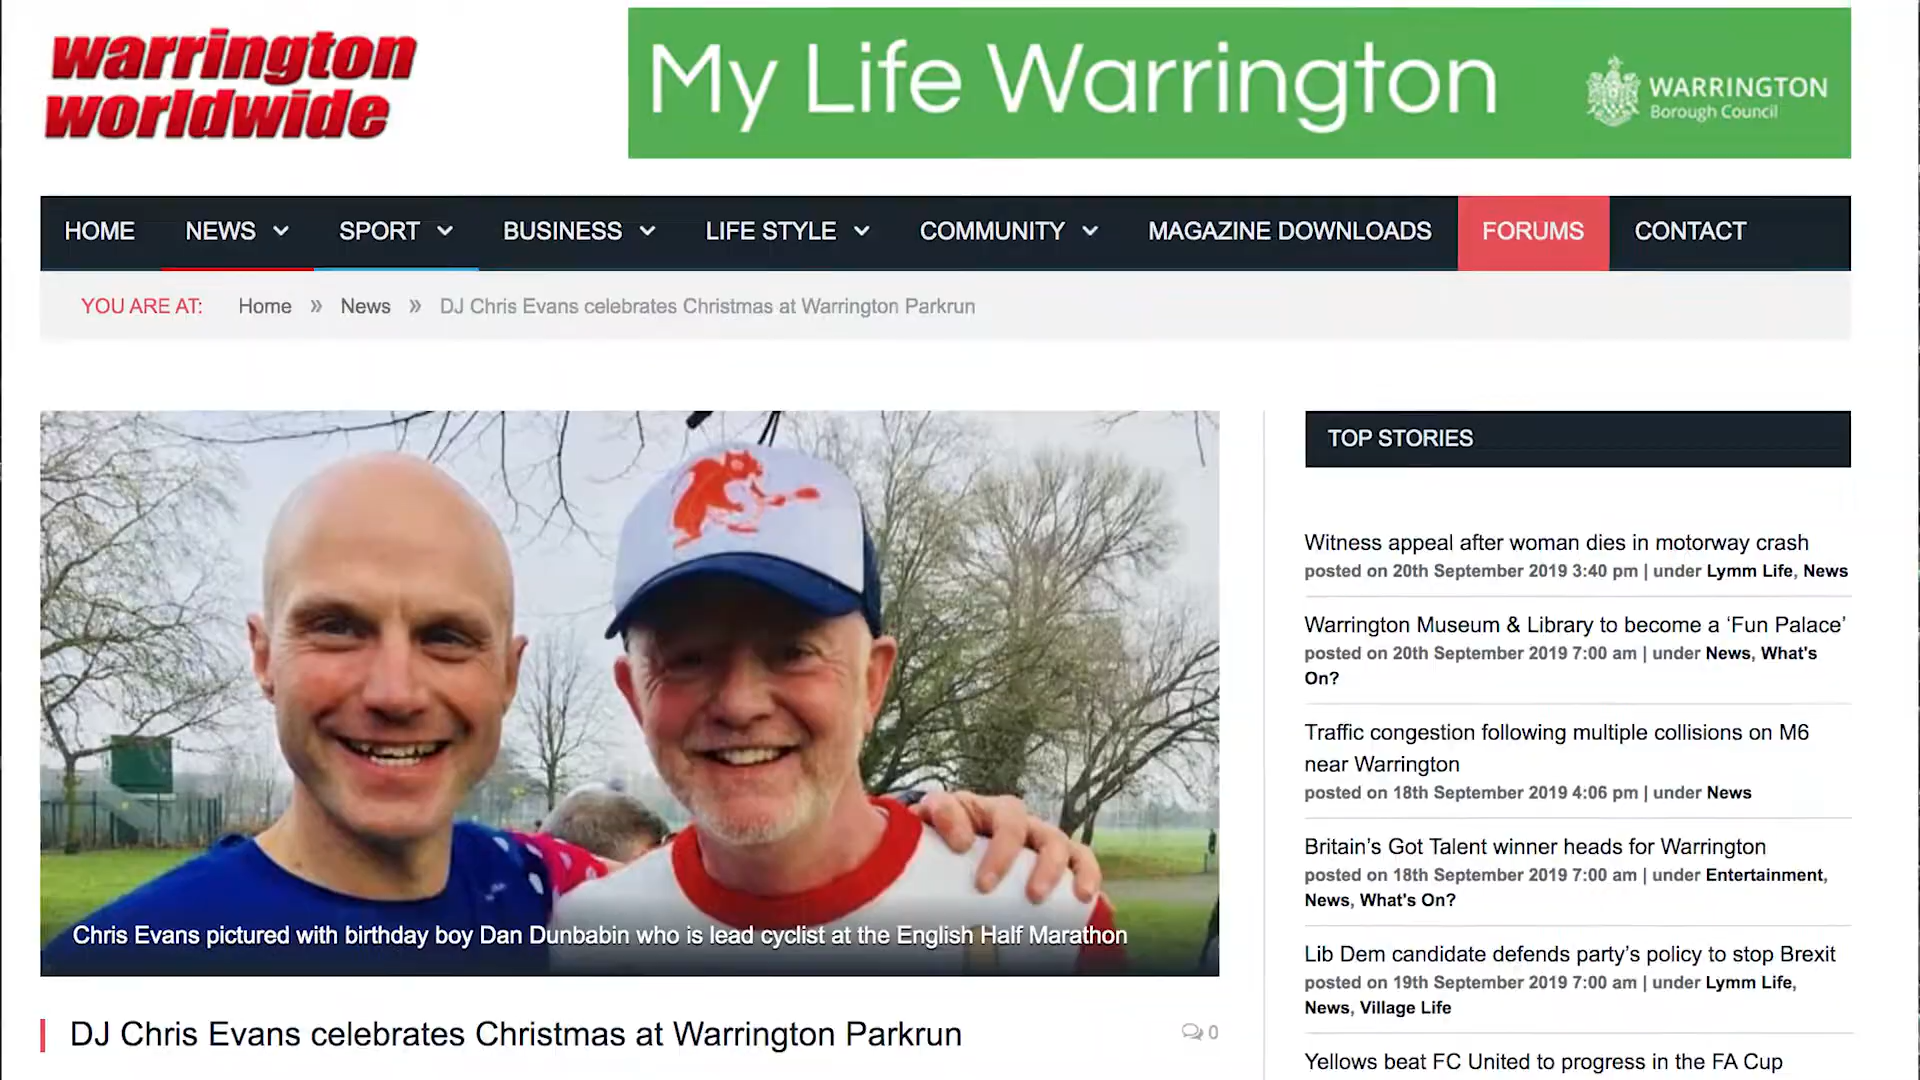 warrington
worldwide
My Life Warrington
WARRINGTON
Borough Council
HOME NEWS SPORT BUSINESS LIFE STYLE COMMUNITY MAGAZINE DOWNLOADS FORUMS CONTACT
YOU ARE AT: Home » News » DJ Chris Evans celebrates Christmas at Warrington Parkrun
Chris Evans pictured with birthday boy Dan Dunbabin who is lead cyclist at the English Half Marathon
DJ Chris Evans celebrates Christmas at Warrington Parkrun
0
TOP STORIES
Witness appeal after woman dies in motorway crash
posted on 20th September 2019 3:40 pm | under Lymm Life, News
Warrington Museum & Library to become a ‘Fun Palace’
posted on 20th September 2019 7:00 am | under News, What's
On?
Traffic congestion following multiple collisions on M6
near Warrington
posted on 18th September 2019 4:06 pm | under News
Britain’s Got Talent winner heads for Warrington
posted on 18th September 2019 7:00 am | under Entertainment,
News, What's On?
Lib Dem candidate defends party’s policy to stop Brexit
posted on 19th September 2019 7:00 am | under Lymm Life,
News, Village Life
Yellows beat FC United to progress in the FA Cup